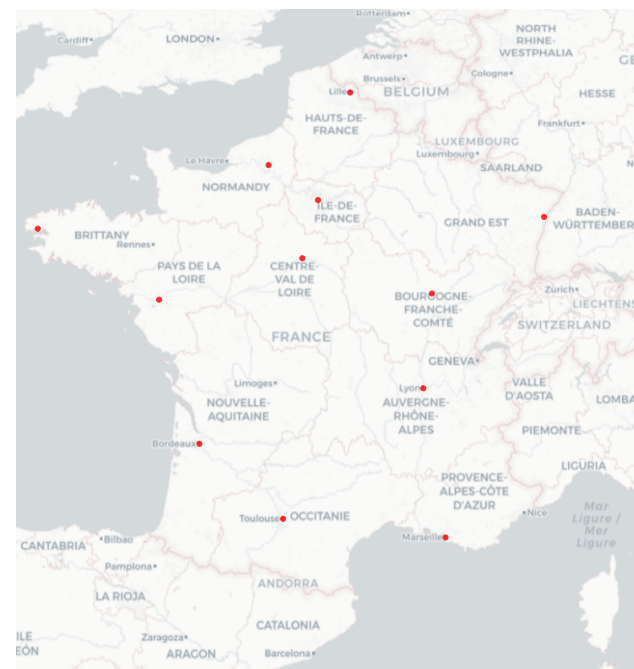 Rotterdam
NORTH
RHINE-
WESTPHALIA
Cardiff
LONDON
Antwerp
Brussels
Cologne
Lille
BELGIUM
HESSE
HAUTS-DE-
FRANCE
Frankfurt
LUXEMBOURG
Luxembourg
SAARLAND
Le Havre
NORMANDY
ÎLE-DE-
FRANCE
GRAND EST
BADEN-
WÜRTTEMBER
BRITTANY
Rennes
PAYS DE LA
LOIRE
CENTRE-
VAL DE
LOIRE
Zürich
LIECHTENS
BOURGOGNE-
FRANCHE-
COMTÉ
SWITZERLAND
FRANCE
GENEVA
Limoges
Lyon
VALLE
D'AOSTA
NOUVELLE-
AQUITAINE
AUVERGNE-
RHÔNE-
ALPES
LOMBA
PIEMONTE
Bordeaux
LIGURIA
PROVENCE-
ALPES-CÔTE
D'AZUR
Nice
Mar
Ligure /
Mer
Ligure
Toulouse
OCCITANIE
Marseille
CANTABRIA
Bilbao
Pamplona
ANDORRA
LA RIOJA
CATALONIA
ILE
EÓN
Zaragoza
ARAGON
Barcelona